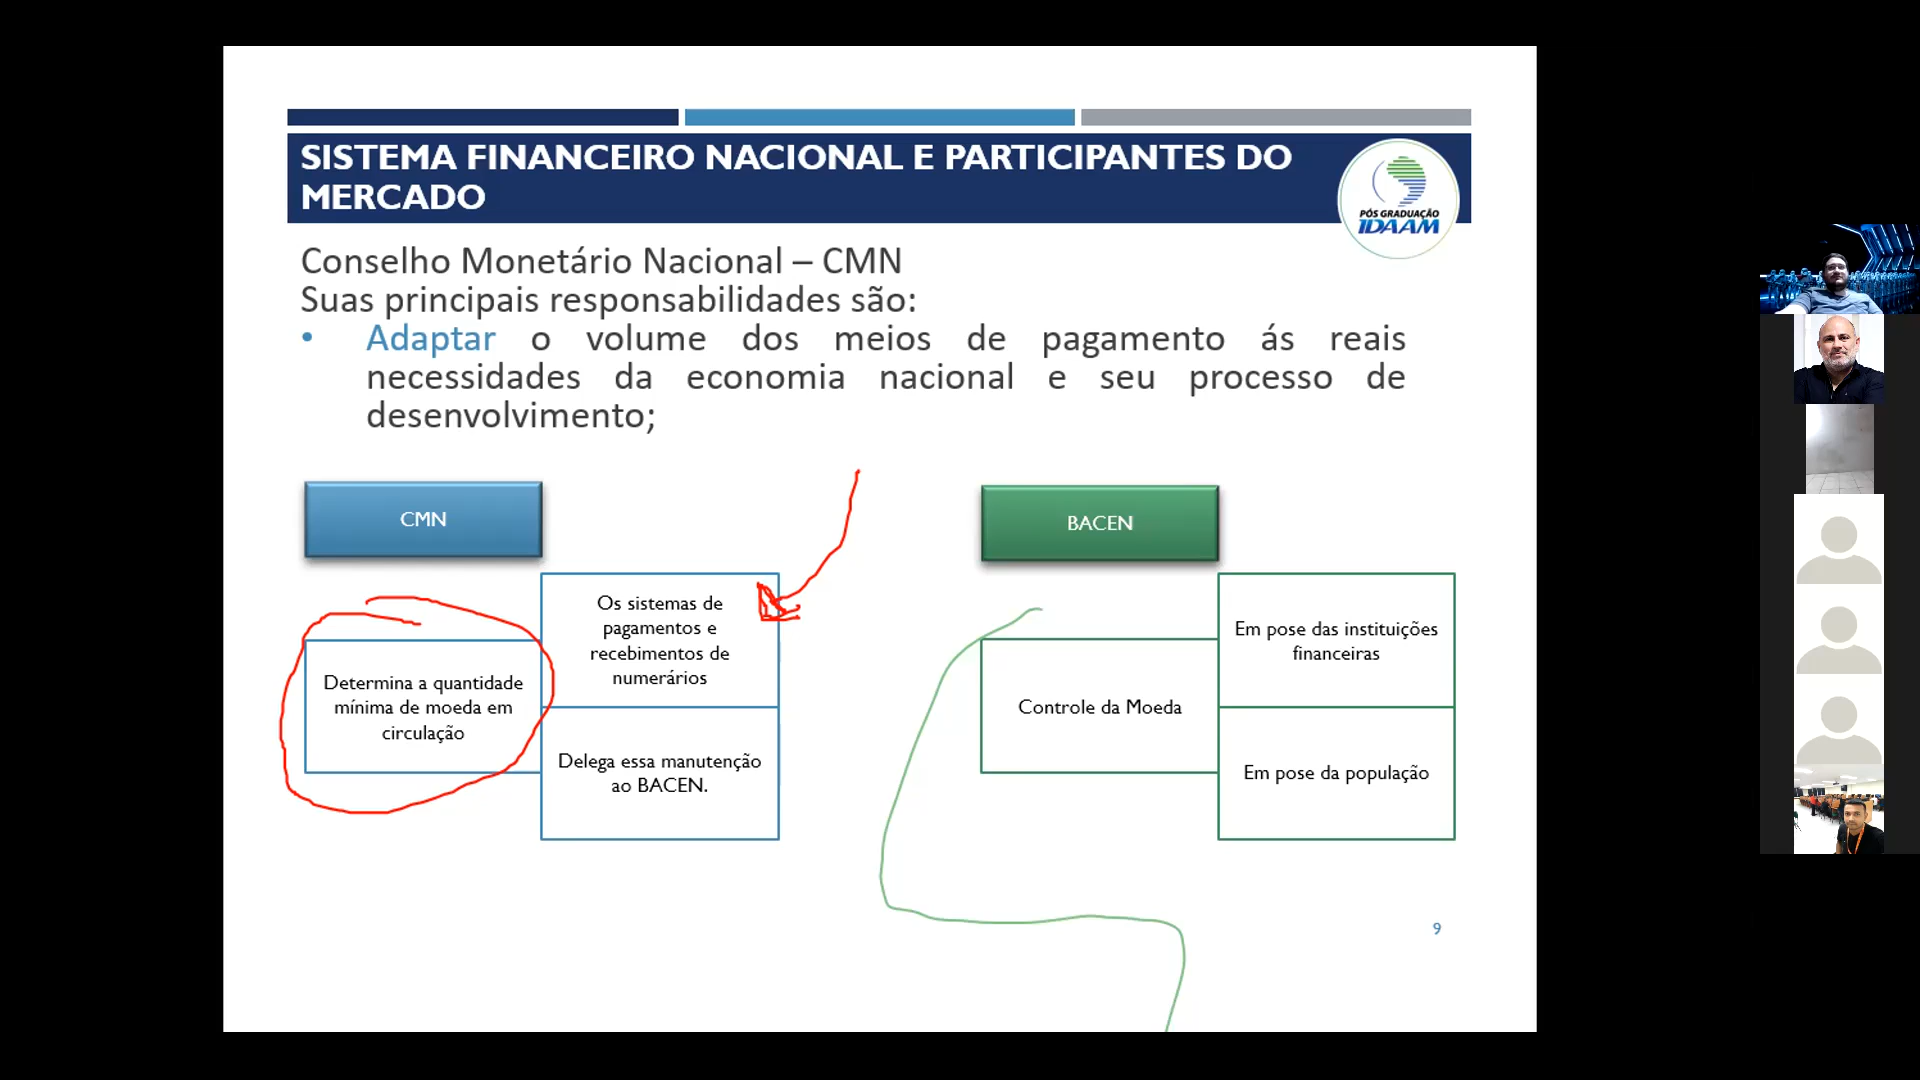 SISTEMA FINANCEIRO NACIONAL E PARTICIPANTES DO
MERCADO
PÓS GRADUAÇÃO
IDAAM
Conselho Monetário Nacional – CMN
Suas principais responsabilidades são:
• Adaptar o volume dos meios de pagamento ás reais
necessidades da economia nacional e seu processo de
desenvolvimento;
CMN
Determina a quantidade
mínima de moeda em
circulação
Os sistemas de
pagamentos e
recebimentos de
numerários
Delega essa manutenção
ao BACEN.
BACEN
Controle da Moeda
Em pose das instituições
financeiras
Em pose da população
9